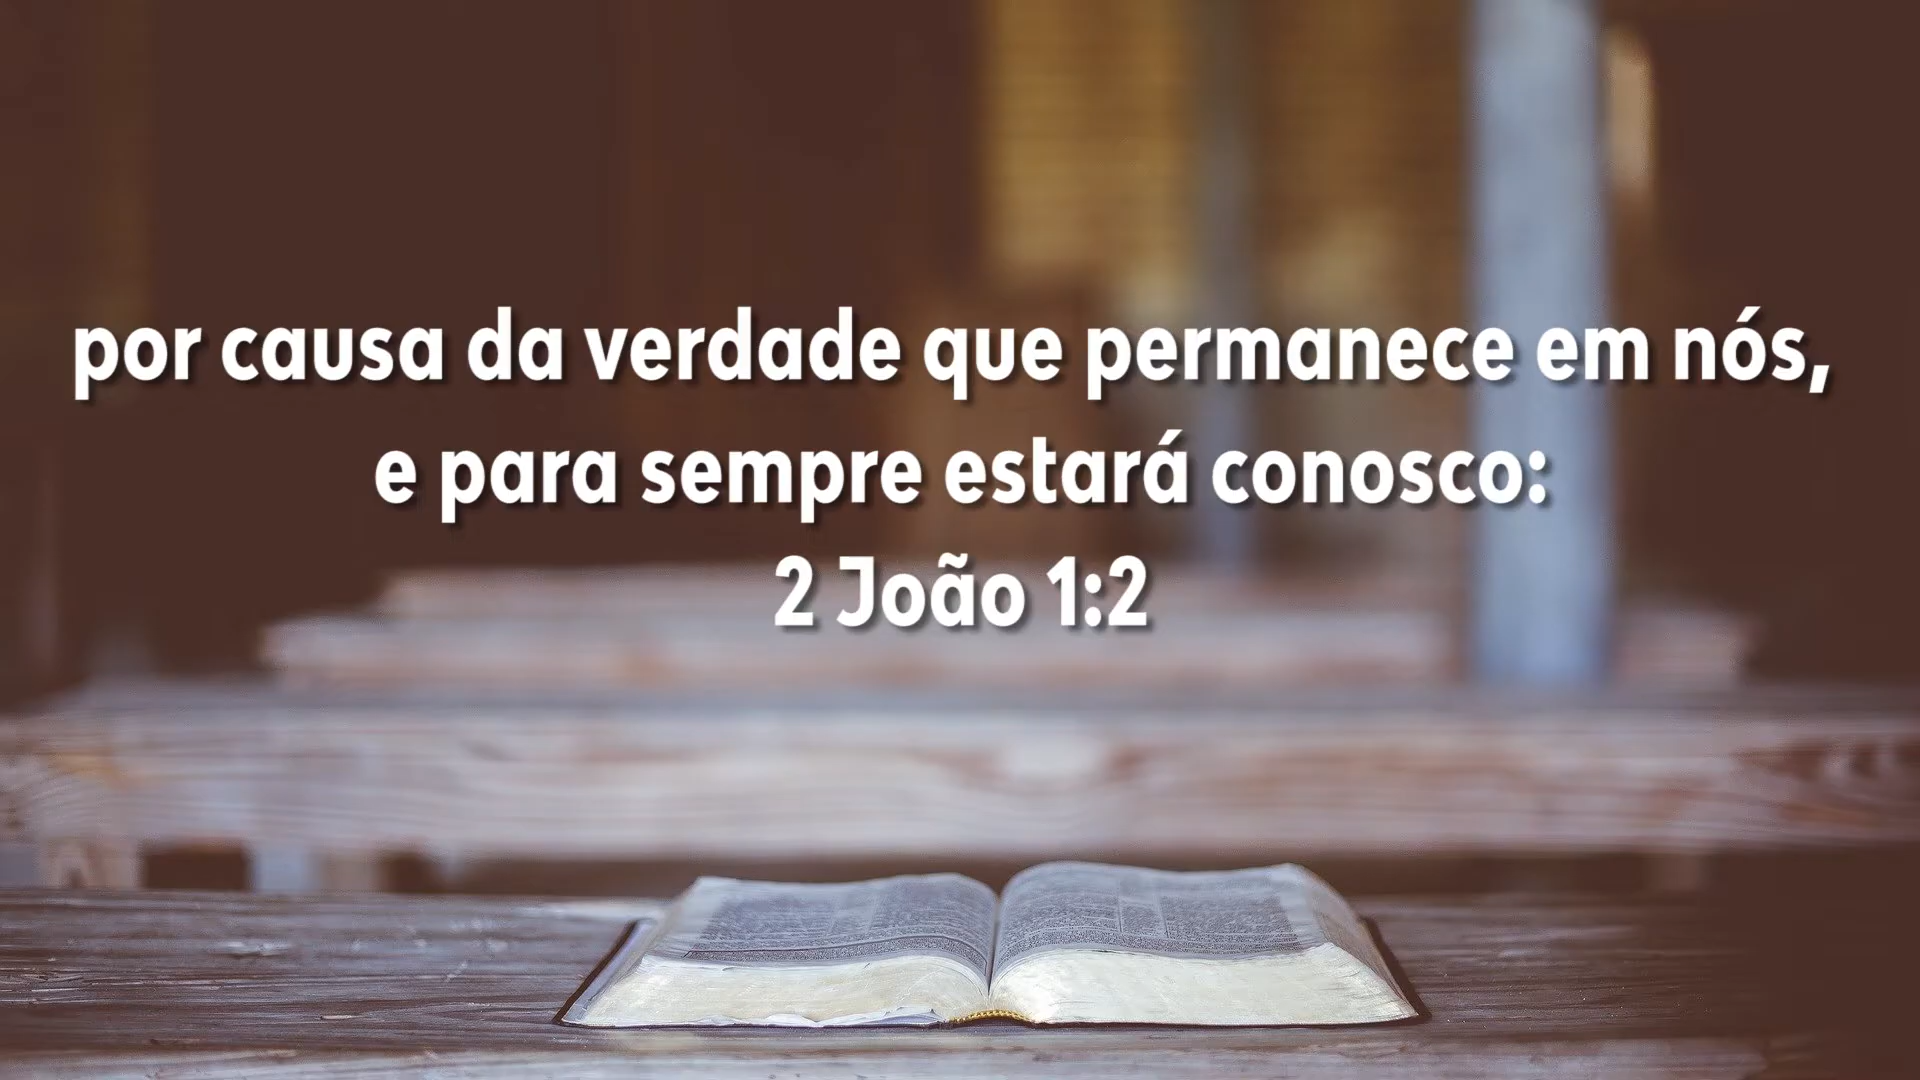 por causa da verdade que permanece em nós,
e para sempre estará conosco:
2 João 1:2